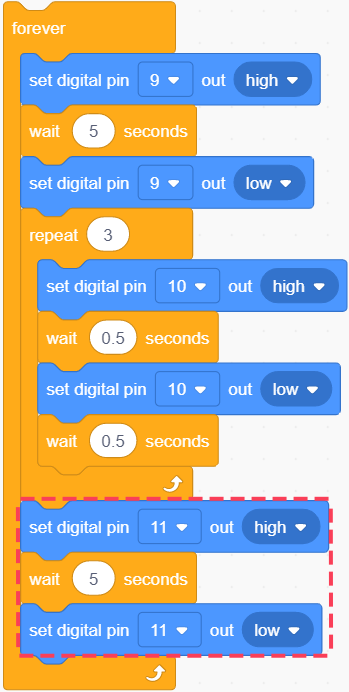 forever
set digital pin 9 out high
wait 5 seconds
set digital pin 9 out low
repeat 3
set digital pin 10 out high
wait 0.5 seconds
set digital pin 10 out low
wait 0.5 seconds
set digital pin 11 out high
wait 5 seconds
set digital pin 11 out low